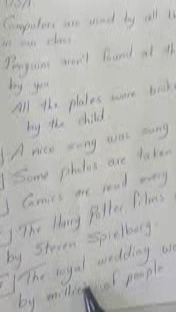 Computers are used by all t
in our class.
Penguins aren't found at th
by you
All the plates were brok
by the child.
A nice song was sung
Some photos are taken
Comics are read every
The Harry Potter films
by Steven Spielberg.
The royal wedding w
by millions of people